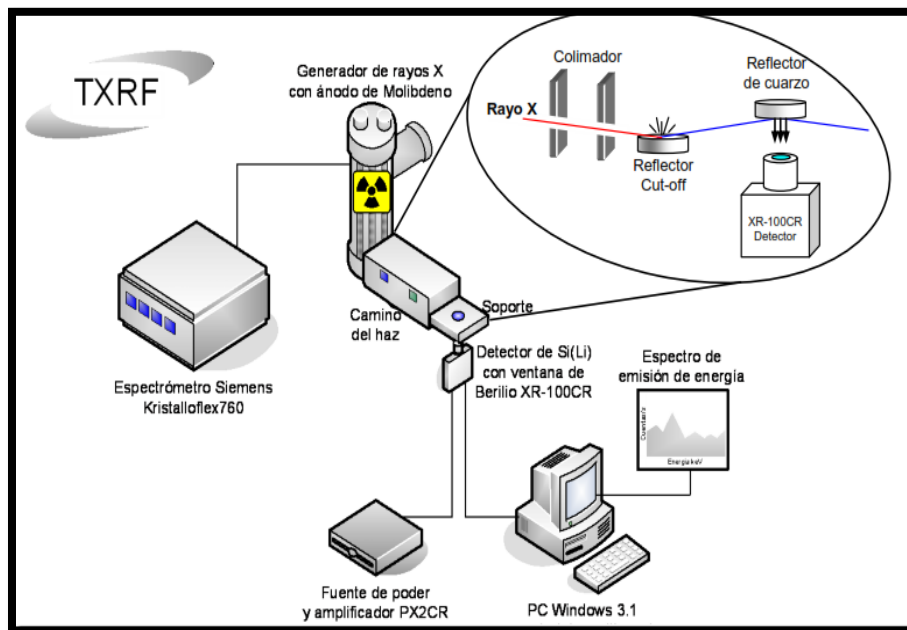 TXRF
Generador de rayos X
con ánodo de Molibdeno
Colimador
Rayo X
Reflector
Cut-off
Reflector
de cuarzo
XR-100CR
Detector
Camino
del haz
Soporte
Espectrómetro Siemens
Kristalloflex760
Detector de Si(Li)
con ventana de
Berilio XR-100CR
Espectro de
emisión de energía
Cuentas/s
Energía keV
Fuente de poder
y amplificador PX2CR
PC Windows 3.1